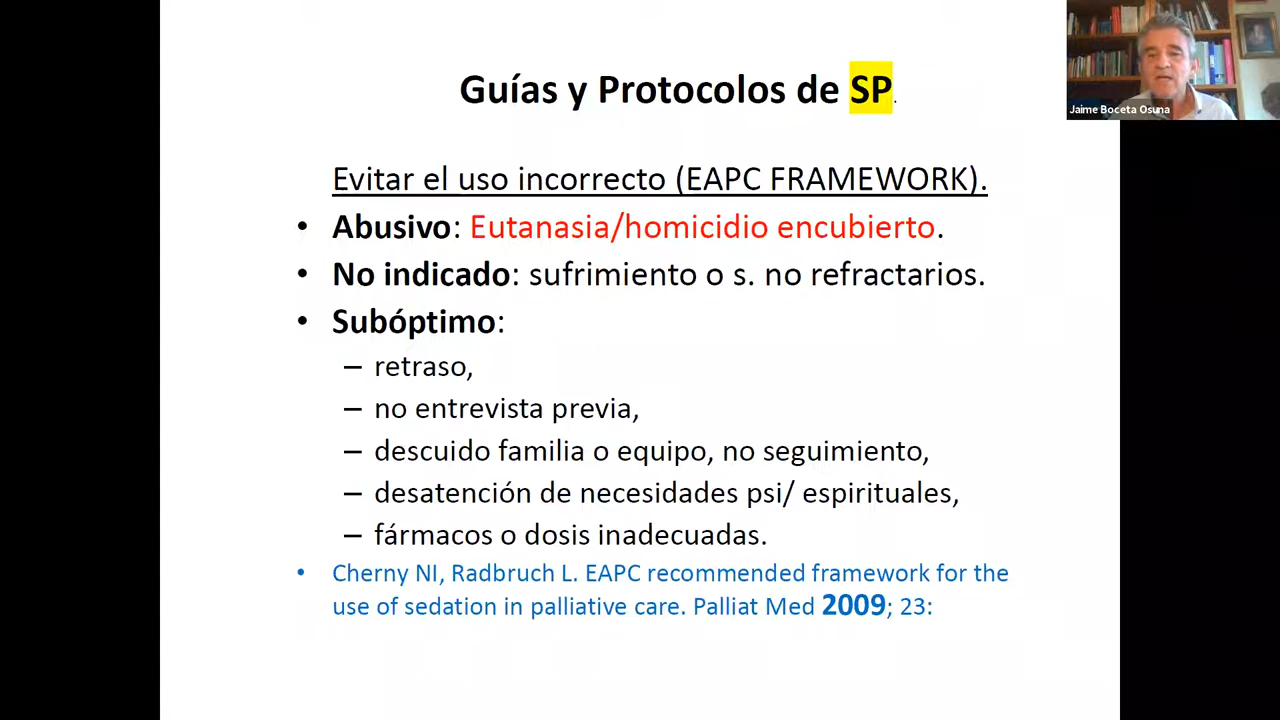 Guías y Protocolos de SP.
Evitar el uso incorrecto (EAPC FRAMEWORK).
• Abusivo: Eutanasia/homicidio encubierto.
• No indicado: sufrimiento o s. no refractarios.
• Subóptimo:
– retraso,
– no entrevista previa,
– descuido familia o equipo, no seguimiento,
– desatención de necesidades psi/ espirituales,
– fármacos o dosis inadecuadas.
• Cherny NI, Radbruch L. EAPC recommended framework for the
use of sedation in palliative care. Palliat Med 2009; 23:
Jaime Boceta Osuna